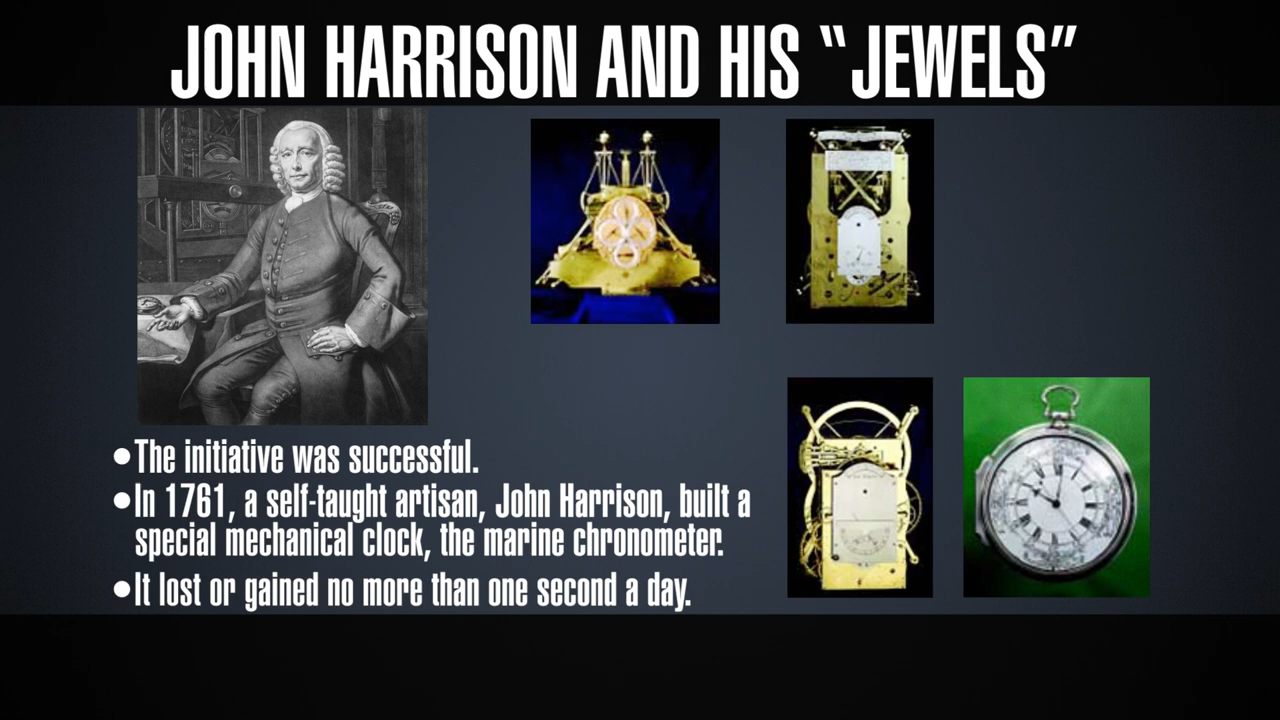 JOHN HARRISON AND HIS “JEWELS”
•The initiative was successful.
•In 1761, a self-taught artisan, John Harrison, built a
special mechanical clock, the marine chronometer.
•It lost or gained no more than one second a day.